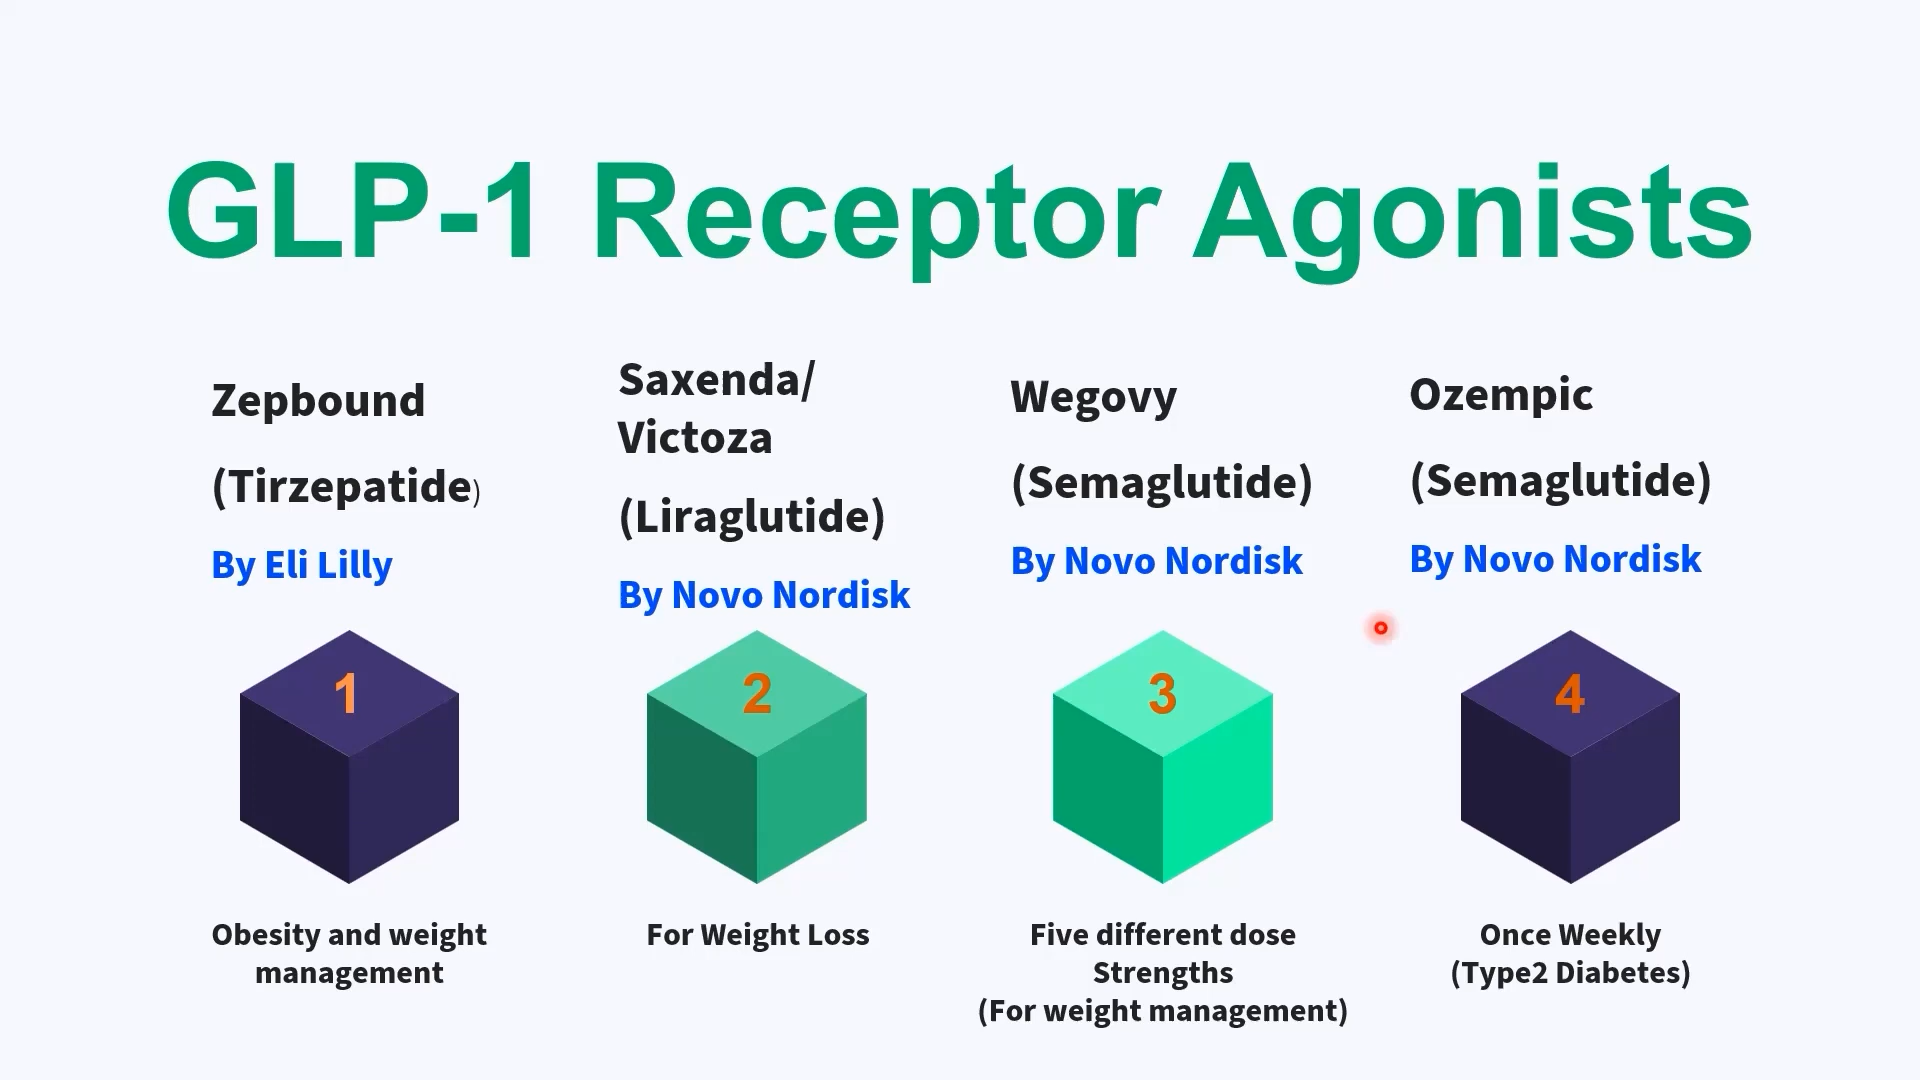 GLP-1 Receptor Agonists
Zepbound
(Tirzepatide)
By Eli Lilly
1
Obesity and weight
management
Saxenda/
Victoza
(Liraglutide)
By Novo Nordisk
2
For Weight Loss
Wegovy
(Semaglutide)
By Novo Nordisk
3
Five different dose
Strengths
(For weight management)
Ozempic
(Semaglutide)
By Novo Nordisk
4
Once Weekly
(Type2 Diabetes)